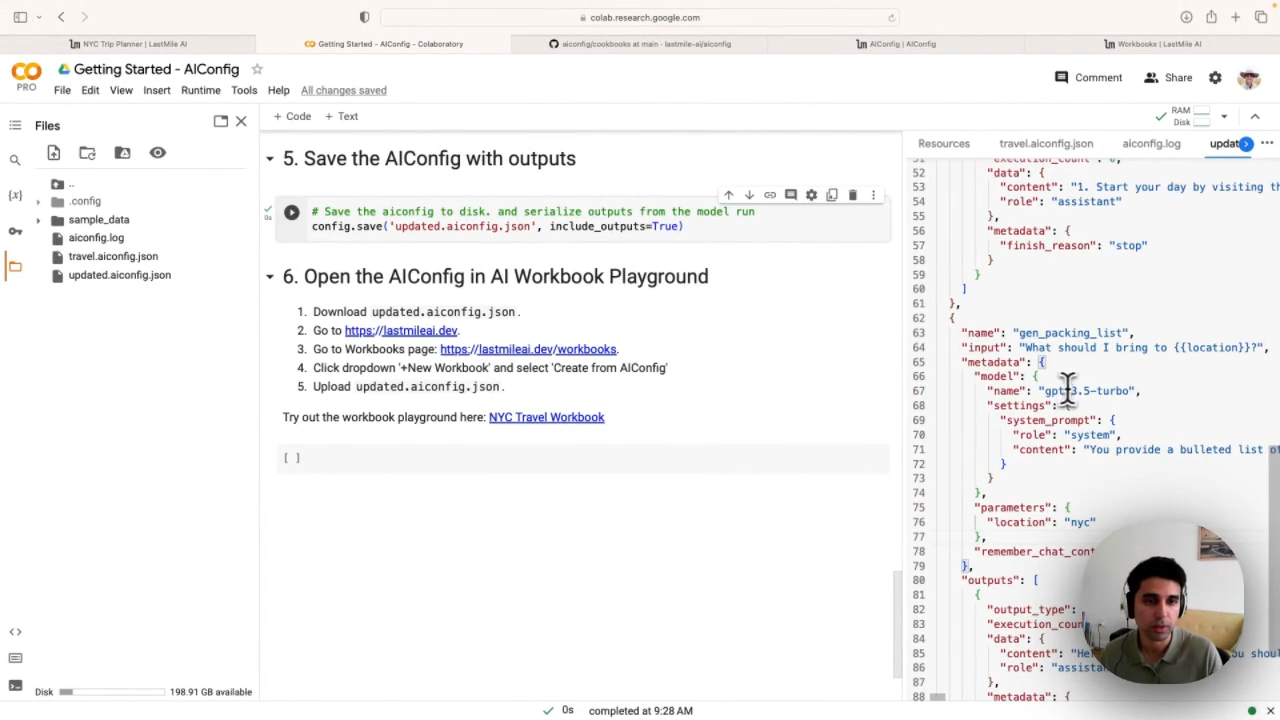 colab.research.google.com
NYC Trip Planner | LastMile AI
Getting Started - AIConfig - Colaboratory
aiconfig/cookbooks at main · lastmile-ai/aiconfig
AIConfig | AIConfig
Workbooks | LastMile AI
PRO
Getting Started - AIConfig
File Edit View Insert Runtime Tools Help All changes saved
Comment
Share
Files
+ Code + Text
RAM
Disk
..
.config
sample_data
aiconfig.log
travel.aiconfig.json
updated.aiconfig.json
Disk
198.91 GB available
5. Save the AIConfig with outputs
0s
# Save the aiconfig to disk. and serialize outputs from the model run
config.save('updated.aiconfig.json', include_outputs=True)
6. Open the AIConfig in AI Workbook Playground
1. Download updated.aiconfig.json.
2. Go to https://lastmileai.dev.
3. Go to Workbooks page: https://lastmileai.dev/workbooks.
4. Click dropdown '+New Workbook' and select 'Create from AIConfig'
5. Upload updated.aiconfig.json.
Try out the workbook playground here: NYC Travel Workbook
[ ]
Resources
travel.aiconfig.json
aiconfig.log
updat
52 "data": {
53 "content": "1. Start your day by visiting th
54 "role": "assistant"
55 },
56 "metadata": {
57 "finish_reason": "stop"
58 }
59 }
60 ]
61 },
62 {
63 "name": "gen_packing_list",
64 "input": "What should I bring to {{location}}?",
65 "metadata": {
66 "model": {
67 "name": "gpt-3.5-turbo",
68 "settings": {
69 "system_prompt": {
70 "role": "system",
71 "content": "You provide a bulleted list of
72 }
73 }
74 },
75 "parameters": {
76 "location": "nyc"
77 },
78 "remember_chat_cont
79 },
80 "outputs": [
81 {
82 "output_type":
83 "execution_coun
84 "data": {
85 "content": "He you shou
86 "role": "assistan
87 },
88 "metadata": {
0s completed at 9:28 AM